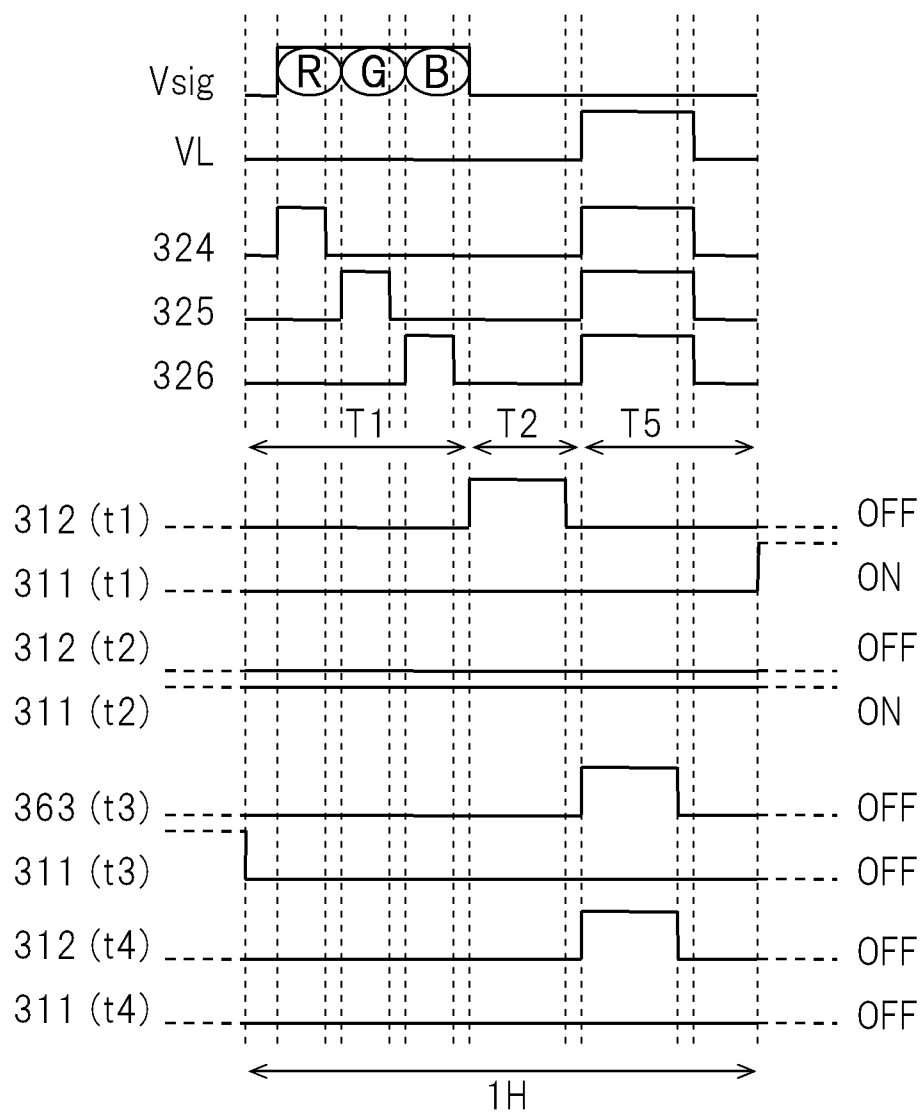 Vsig R G B
VL
324
325
326
T1 T2 T5
312 (t1) OFF
311 (t1) ON
312 (t2) OFF
311 (t2) ON
363 (t3) OFF
311 (t3) OFF
312 (t4) OFF
311 (t4) OFF
1H